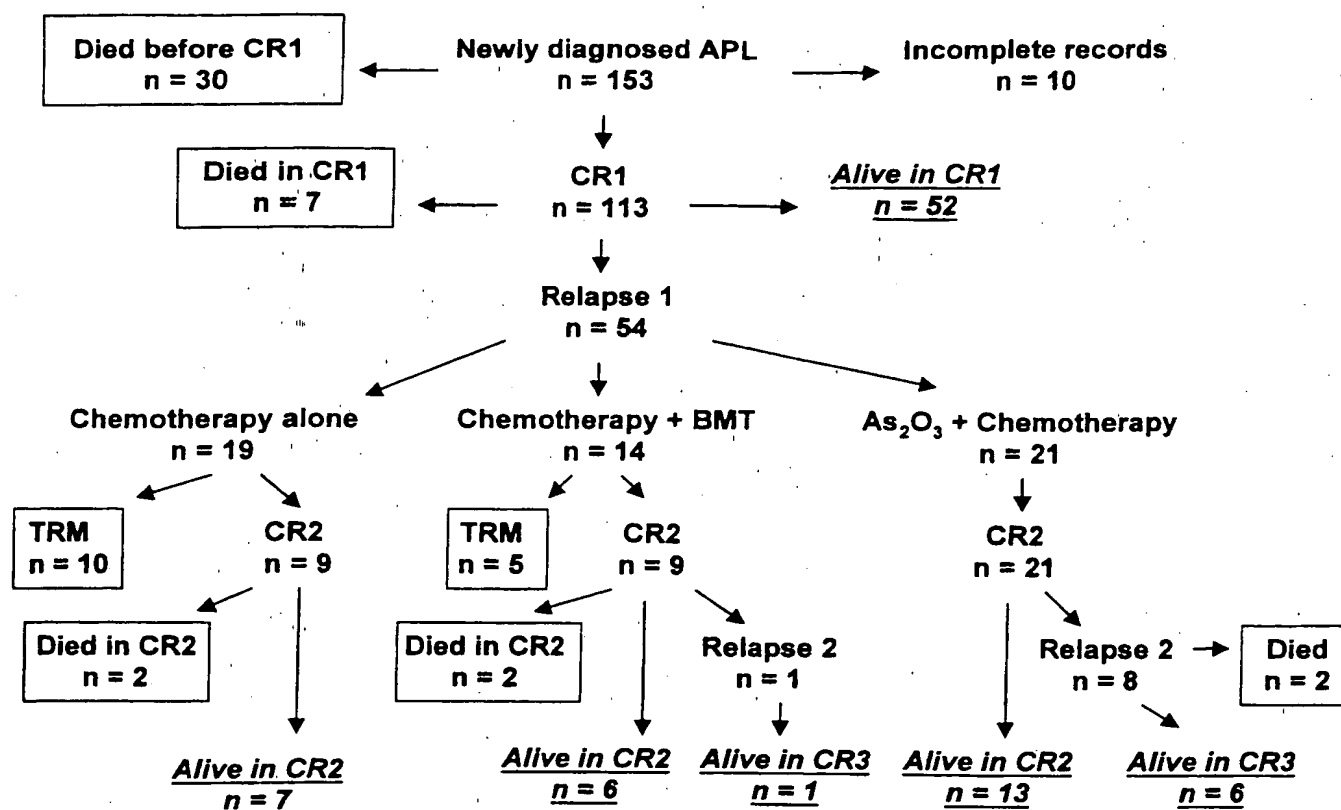 Died before CR1
n = 30
Newly diagnosed APL
n = 153
Incomplete records
n = 10
Died in CR1
n = 7
CR1
n = 113
Alive in CR1
n = 52
Relapse 1
n = 54
Chemotherapy alone
n = 19
Chemotherapy + BMT
n = 14
As₂O₃ + Chemotherapy
n = 21
TRM
n = 10
CR2
n = 9
TRM
n = 5
CR2
n = 9
CR2
n = 21
Died in CR2
n = 2
Died in CR2
n = 2
Relapse 2
n = 1
Relapse 2
n = 8
Died
n = 2
Alive in CR2
n = 7
Alive in CR2
n = 6
Alive in CR3
n = 1
Alive in CR2
n = 13
Alive in CR3
n = 6